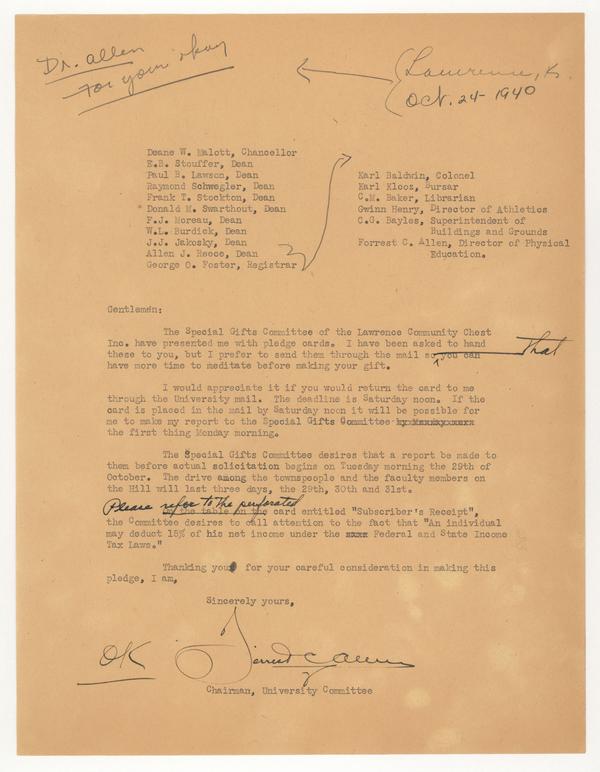 Dr. Allen
for your okay
Lawrence, Ks.
Oct. 24-1940
Deane W. Malott, Chancellor
E.B. Stouffer, Dean
Paul B. Lawson, Dean
Raymond Schwegler, Dean
Frank T. Stockton, Dean
Donald M. Swarthout, Dean
F.J. Moreau, Dean
W.L. Burdick, Dean
J.J. Jakosky, Dean
Allen J. Reece, Dean
George O. Foster, Registrar
Karl Baldwin, Colonel
Karl Kloos, Bursar
C.M. Baker, Librarian
Gwinn Henry, Director of Athletics
C.G. Bayles, Superintendent of
Buildings and Grounds
Forrest C. Allen, Director of Physical
Education.
Gentlemen:
The Special Gifts Committee of the Lawrence Community Chest
Inc. have presented me with pledge cards. I have been asked to hand
these to you, but I prefer to send them through the mail so you can that
have more time to meditate before making your gift.
I would appreciate it if you would return the card to me
through the University mail. The deadline is Saturday noon. If the
card is placed in the mail by Saturday noon it will be possible for
me to make my report to the Special Gifts Committee
the first thing Monday morning.
The Special Gifts Committee desires that a report be made to
them before actual solicitation begins on Tuesday morning the 29th of
October. The drive among the townspeople and the faculty members on
the Hill will last three days, the 29th, 30th and 31st.
Please refer to the perforated
on the table on the card entitled "Subscriber's Receipt",
the Committee desires to call attention to the fact that "An individual
may deduct 15% of his net income under the xxxx Federal and State Income
Tax Laws."
Thanking you for your careful consideration in making this
pledge, I am,
Sincerely yours,
OK Forrest C Allen
Chairman, University Committee